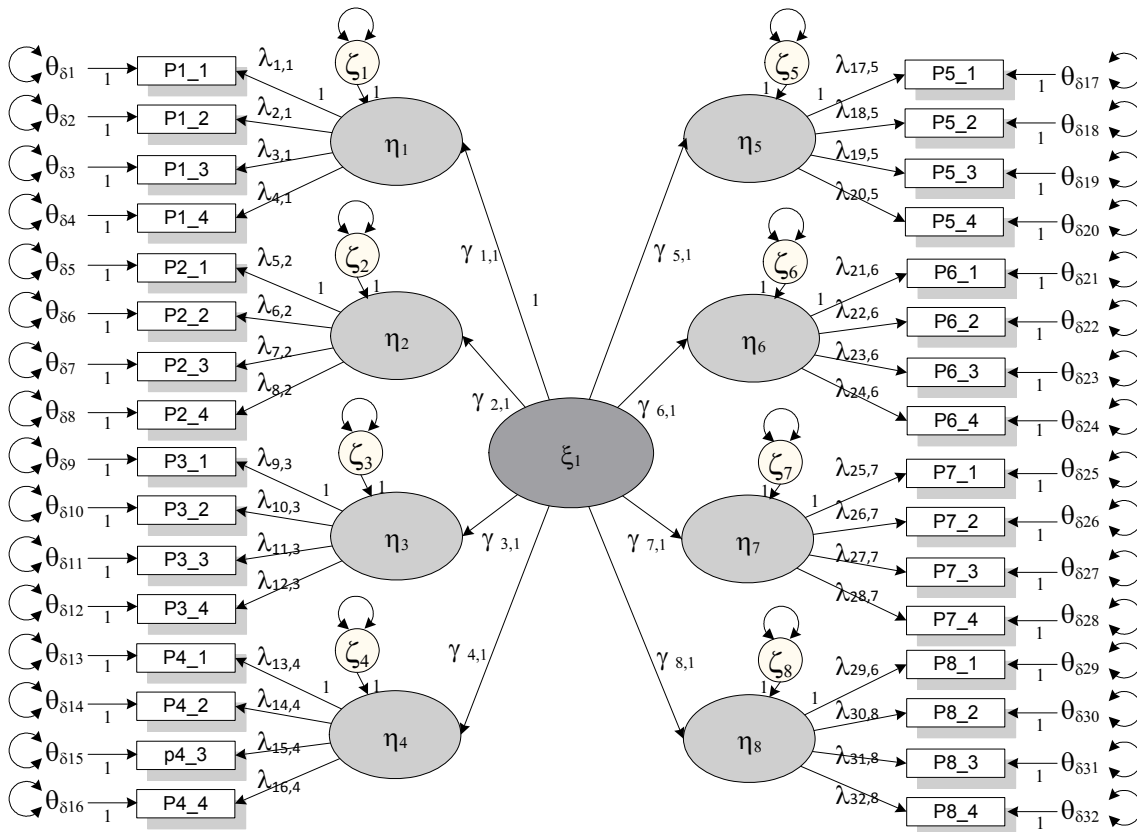 θδ1 1 P1_1 λ1,1 1
θδ2 1 P1_2 λ2,1
θδ3 1 P1_3 λ3,1
θδ4 1 P1_4 λ4,1
ζ1 1
η1
θδ5 1 P2_1 λ5,2 1
θδ6 1 P2_2 λ6,2
θδ7 1 P2_3 λ7,2
θδ8 1 P2_4 λ8,2
ζ2 1
η2
θδ9 1 P3_1 λ9,3 1
θδ10 1 P3_2 λ10,3
θδ11 1 P3_3 λ11,3
θδ12 1 P3_4 λ12,3
ζ3 1
η3
θδ13 1 P4_1 λ13,4 1
θδ14 1 P4_2 λ14,4
θδ15 1 p4_3 λ15,4
θδ16 1 P4_4 λ16,4
ζ4 1
η4
γ 1,1 1
γ 2,1
γ 3,1
γ 4,1
ξ1
γ 5,1
γ 6,1
γ 7,1
γ 8,1
ζ5 1
η5
1 λ17,5 P5_1 1 θδ17
λ18,5 P5_2 1 θδ18
λ19,5 P5_3 1 θδ19
λ20,5 P5_4 1 θδ20
ζ6 1
η6
1 λ21,6 P6_1 1 θδ21
λ22,6 P6_2 1 θδ22
λ23,6 P6_3 1 θδ23
λ24,6 P6_4 1 θδ24
ζ7 1
η7
1 λ25,7 P7_1 1 θδ25
λ26,7 P7_2 1 θδ26
λ27,7 P7_3 1 θδ27
λ28,7 P7_4 1 θδ28
ζ8 1
η8
1 λ29,6 P8_1 1 θδ29
λ30,8 P8_2 1 θδ30
λ31,8 P8_3 1 θδ31
λ32,8 P8_4 1 θδ32